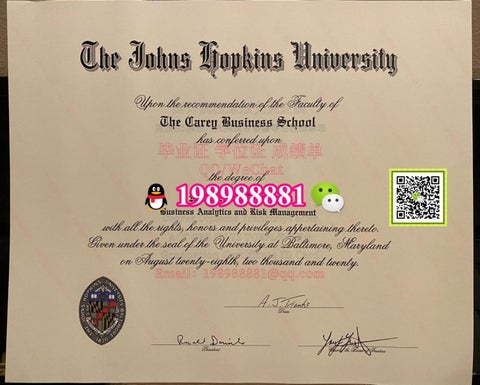 The Johns Hopkins University
Upon the recommendation of the Faculty of
The Carey Business School
has conferred upon
毕业证 学位证 成绩单
QQ/WeChat
the degree of
198988881
Business Analytics and Risk Management
with all the rights, honors and privileges appertaining thereto.
Given under the seal of the University at Baltimore, Maryland
on August twenty-eighth, two thousand and twenty.
Email: 198988881@qq.com
Dean
President